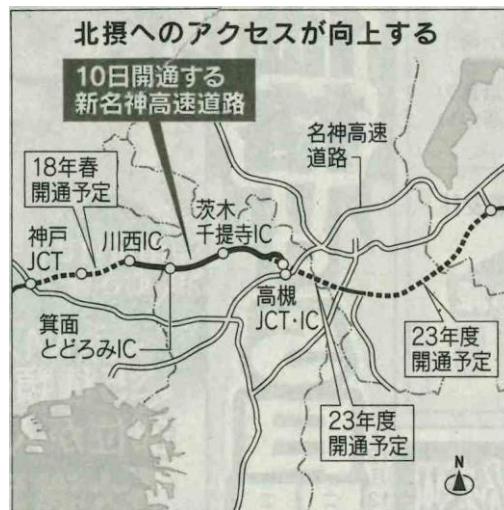 北摂へのアクセスが向上する
10日開通する
新名神高速道路
名神高速
道路
18年春
開通予定
茨木
千提寺IC
神戸
JCT
川西IC
高槻
JCT・IC
箕面
とどろみIC
23年度
開通予定
23年度
開通予定
N